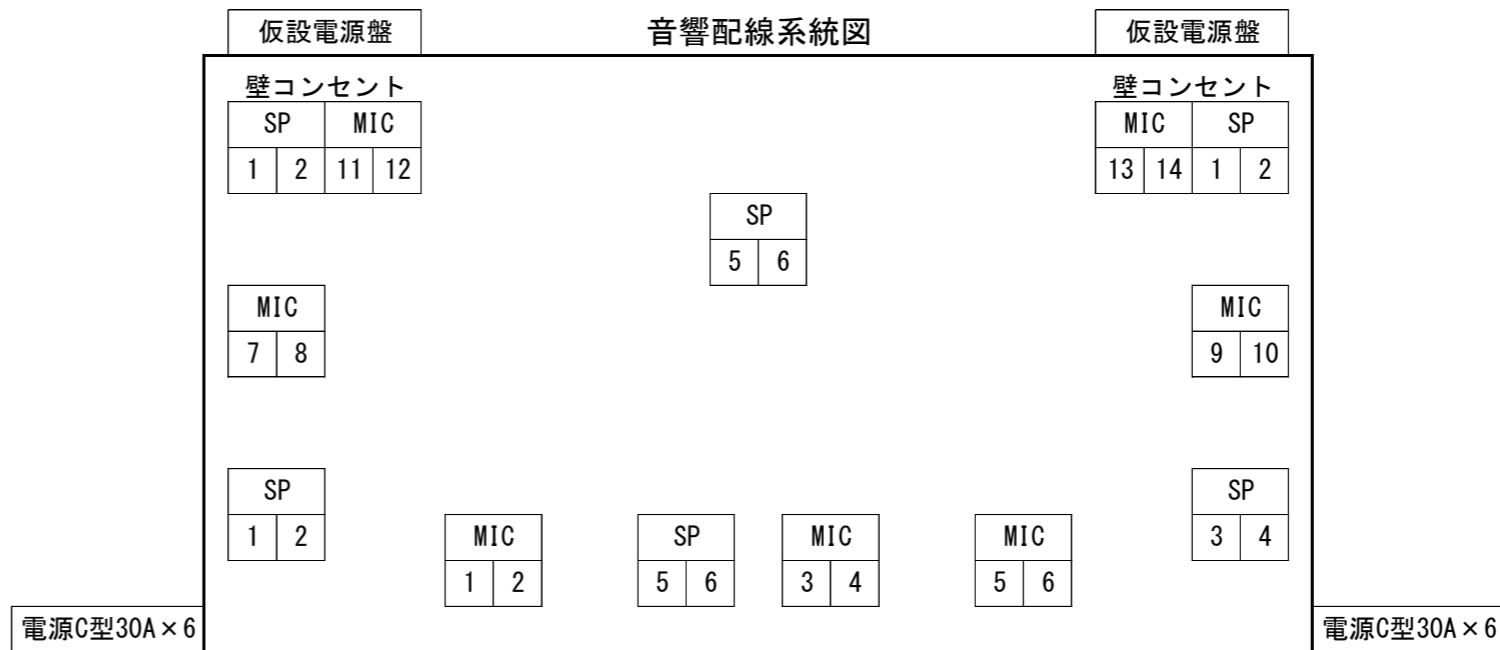 仮設電源盤 音響配線系統図 仮設電源盤
壁コンセント 壁コンセント
SP MIC MIC SP
1 2 11 12 13 14 1 2
SP
5 6
MIC MIC
7 8 9 10
SP SP
1 2 3 4
MIC SP MIC MIC
1 2 5 6 3 4 5 6
電源C型30A×6 電源C型30A×6